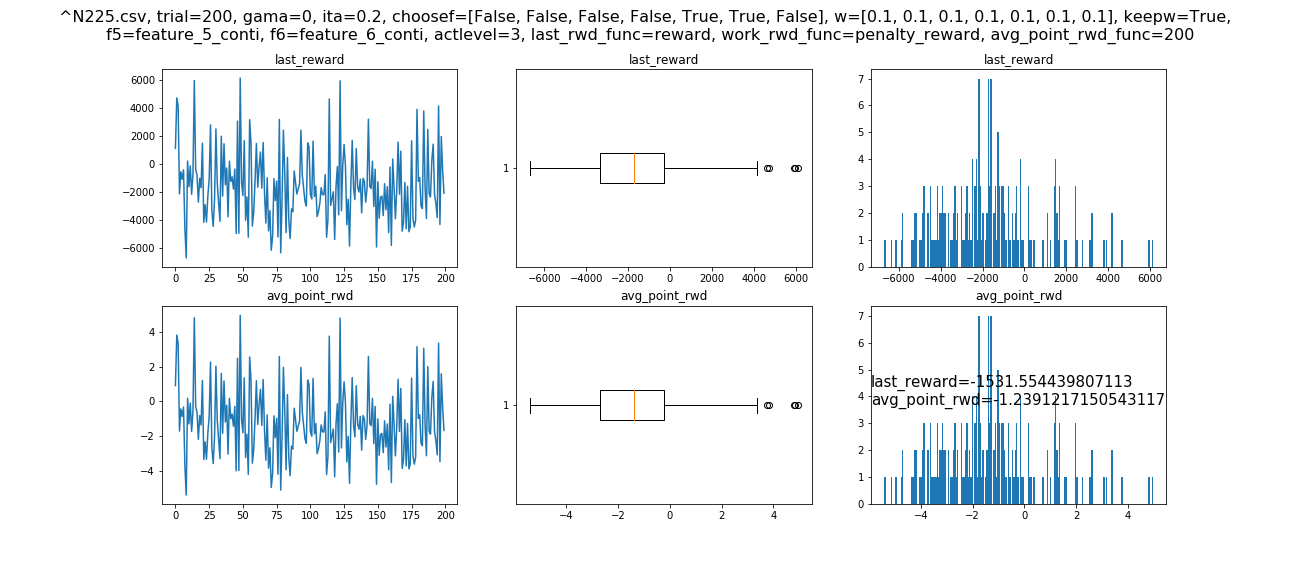 ^N225.csv, trial=200, gama=0, ita=0.2, choosef=[False, False, False, False, True, True, False], w=[0.1, 0.1, 0.1, 0.1, 0.1, 0.1, 0.1], keepw=True,
f5=feature_5_conti, f6=feature_6_conti, actlevel=3, last_rwd_func=reward, work_rwd_func=penalty_reward, avg_point_rwd_func=200
last_reward
6000
4000
2000
0
−2000
−4000
−6000
0 25 50 75 100 125 150 175 200
last_reward
1
−6000 −4000 −2000 0 2000 4000 6000
last_reward
7
6
5
4
3
2
1
0
−6000 −4000 −2000 0 2000 4000 6000
avg_point_rwd
4
2
0
−2
−4
0 25 50 75 100 125 150 175 200
avg_point_rwd
1
−4 −2 0 2 4
avg_point_rwd
7
6
5
4
3
2
1
0
last_reward=-1531.554439807113
avg_point_rwd=-1.2391217150543117
−4 −2 0 2 4